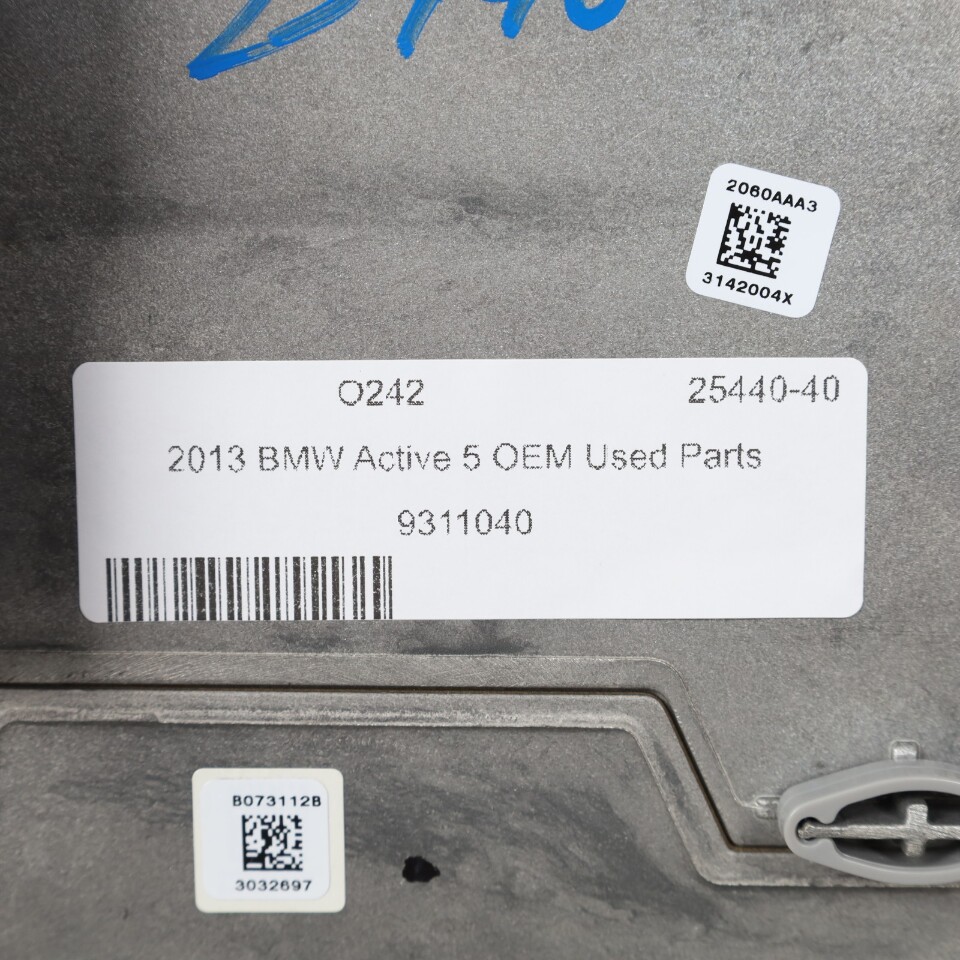 2060AAA3
3142004X
O242 25440-40
2013 BMW Active 5 OEM Used Parts
9311040
B073112B
3032697